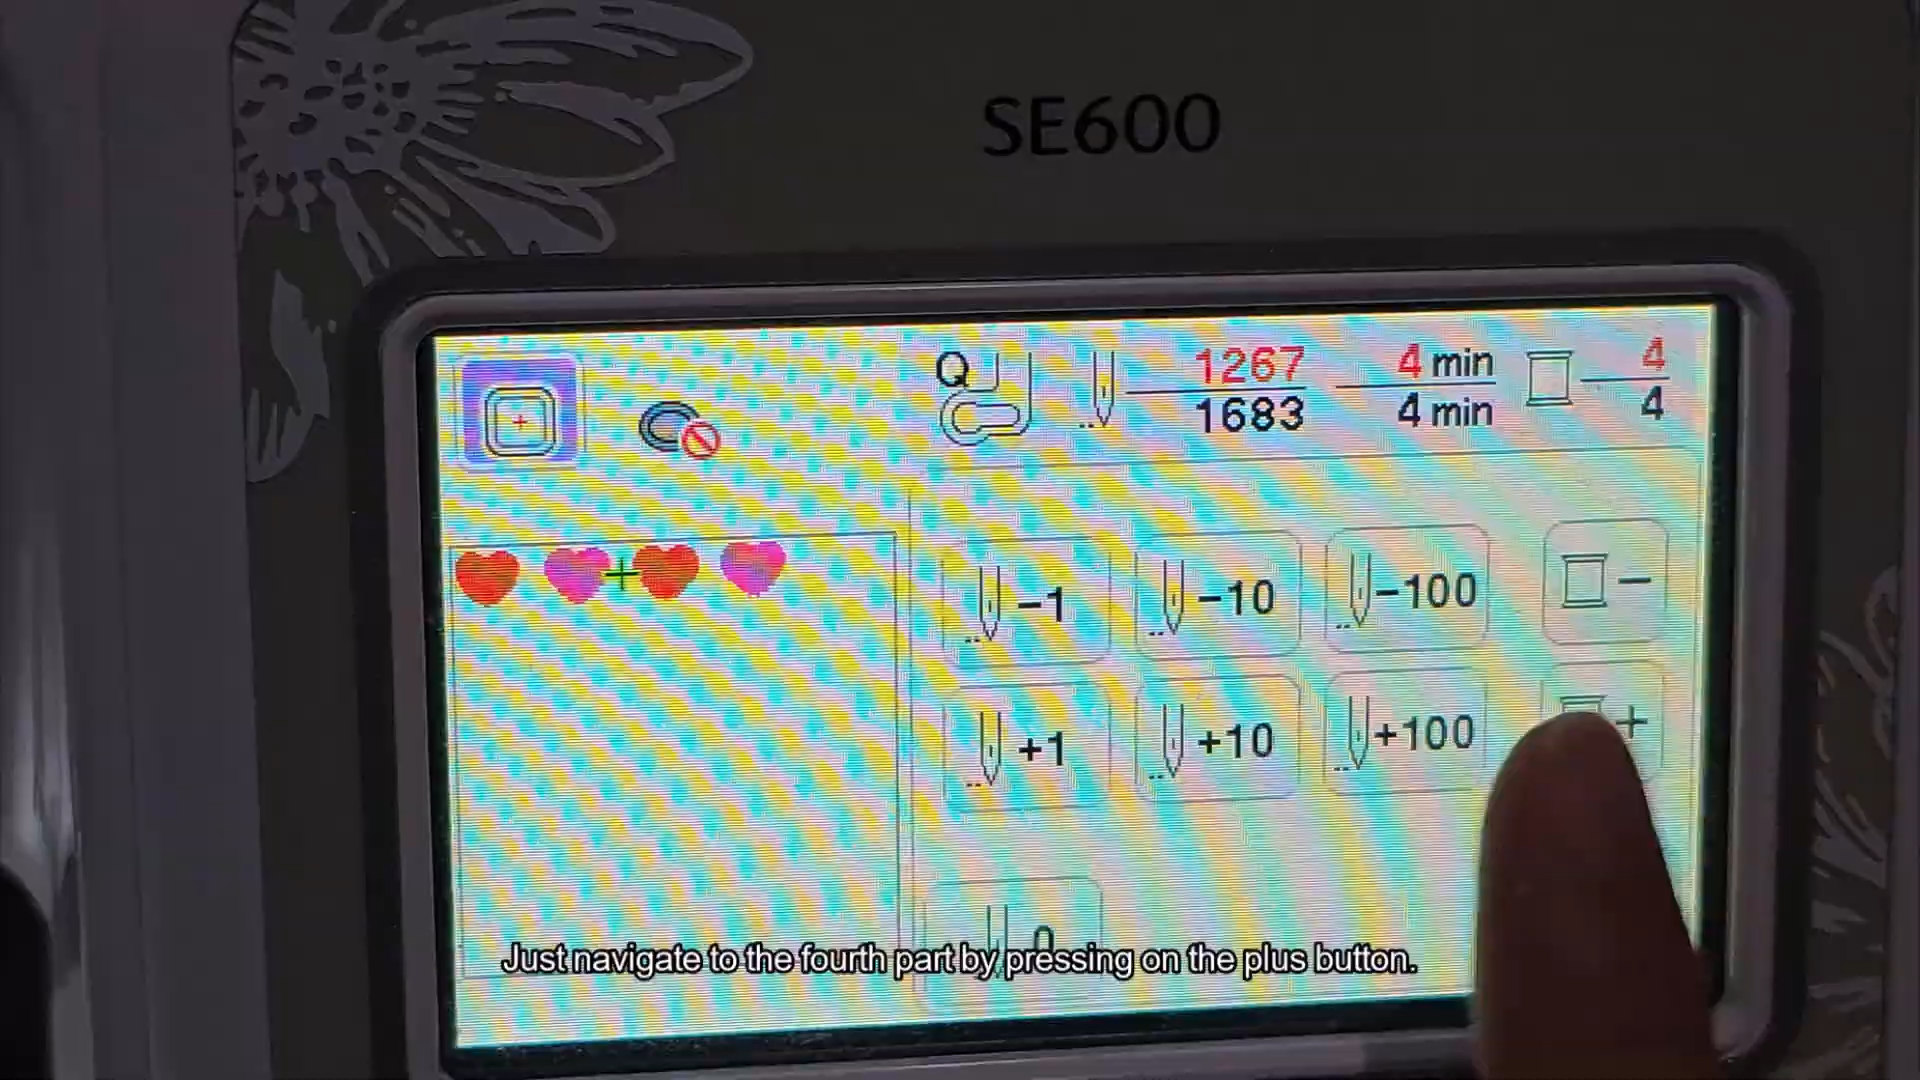 SE600
Q 1267 4 min 4
1683 4 min 4
-1 -10 -100 -
+1 +10 +100 +
0
Just navigate to the fourth part by pressing on the plus button.